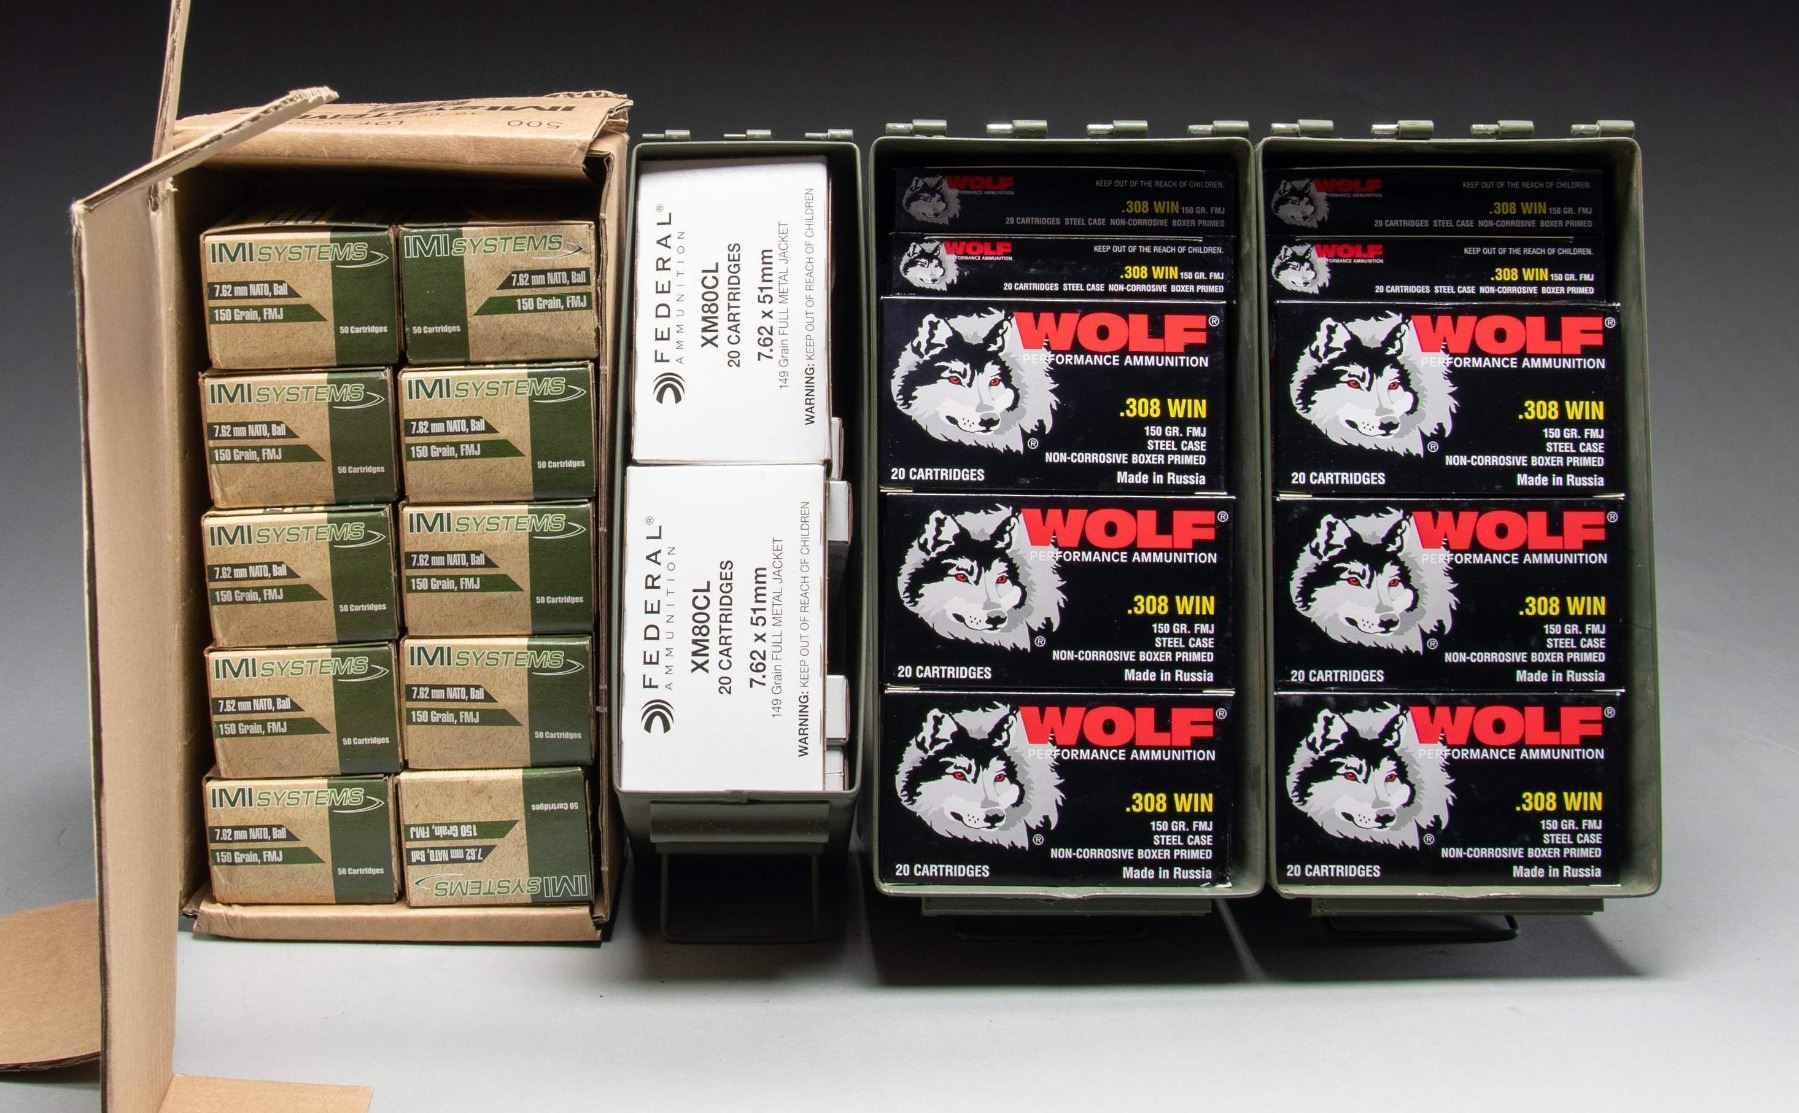 500
IMI SYSTEMS
7.62 mm NATO, Ball
150 Grain, FMJ
50 Cartridges
IMI SYSTEMS
7.62 mm NATO, Ball
150 Grain, FMJ
50 Cartridges
IMI SYSTEMS
7.62 mm NATO, Ball
150 Grain, FMJ
50 Cartridges
IMI SYSTEMS
7.62 mm NATO, Ball
150 Grain, FMJ
50 Cartridges
IMI SYSTEMS
7.62 mm NATO, Ball
150 Grain, FMJ
50 Cartridges
IMI SYSTEMS
7.62 mm NATO, Ball
150 Grain, FMJ
50 Cartridges
IMI SYSTEMS
7.62 mm NATO, Ball
150 Grain, FMJ
50 Cartridges
IMI SYSTEMS
7.62 mm NATO, Ball
150 Grain, FMJ
50 Cartridges
IMI SYSTEMS
7.62 mm NATO, Ball
150 Grain, FMJ
50 Cartridges
IMI SYSTEMS
7.62 mm NATO, Ball
150 Grain, FMJ
50 Cartridges
FEDERAL®
AMMUNITION
XM80CL
20 CARTRIDGES
7.62 x 51mm
149 Grain FULL METAL JACKET
WARNING: KEEP OUT OF REACH OF CHILDREN
FEDERAL®
AMMUNITION
XM80CL
20 CARTRIDGES
7.62 x 51mm
149 Grain FULL METAL JACKET
WARNING: KEEP OUT OF REACH OF CHILDREN
WOLF
PERFORMANCE AMMUNITION
KEEP OUT OF THE REACH OF CHILDREN.
.308 WIN 150 GR. FMJ
20 CARTRIDGES STEEL CASE NON-CORROSIVE BOXER PRIMED
WOLF
PERFORMANCE AMMUNITION
KEEP OUT OF THE REACH OF CHILDREN.
.308 WIN 150 GR. FMJ
20 CARTRIDGES STEEL CASE NON-CORROSIVE BOXER PRIMED
WOLF®
PERFORMANCE AMMUNITION
.308 WIN
150 GR. FMJ
STEEL CASE
®
NON-CORROSIVE BOXER PRIMED
20 CARTRIDGES
Made in Russia
WOLF®
PERFORMANCE AMMUNITION
.308 WIN
150 GR. FMJ
STEEL CASE
®
NON-CORROSIVE BOXER PRIMED
20 CARTRIDGES
Made in Russia
WOLF®
PERFORMANCE AMMUNITION
.308 WIN
150 GR. FMJ
STEEL CASE
®
NON-CORROSIVE BOXER PRIMED
20 CARTRIDGES
Made in Russia
WOLF
PERFORMANCE AMMUNITION
KEEP OUT OF THE REACH OF CHILDREN.
.308 WIN 150 GR. FMJ
20 CARTRIDGES STEEL CASE NON-CORROSIVE BOXER PRIMED
WOLF
PERFORMANCE AMMUNITION
KEEP OUT OF THE REACH OF CHILDREN.
.308 WIN 150 GR. FMJ
20 CARTRIDGES STEEL CASE NON-CORROSIVE BOXER PRIMED
WOLF®
PERFORMANCE AMMUNITION
.308 WIN
150 GR. FMJ
STEEL CASE
®
NON-CORROSIVE BOXER PRIMED
20 CARTRIDGES
Made in Russia
WOLF®
PERFORMANCE AMMUNITION
.308 WIN
150 GR. FMJ
STEEL CASE
®
NON-CORROSIVE BOXER PRIMED
20 CARTRIDGES
Made in Russia
WOLF®
PERFORMANCE AMMUNITION
.308 WIN
150 GR. FMJ
STEEL CASE
®
NON-CORROSIVE BOXER PRIMED
20 CARTRIDGES
Made in Russia